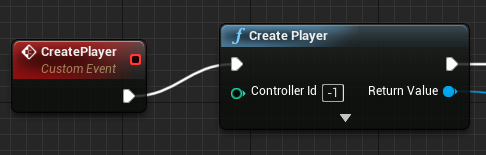 CreatePlayer
Custom Event
f Create Player
Controller Id -1 Return Value